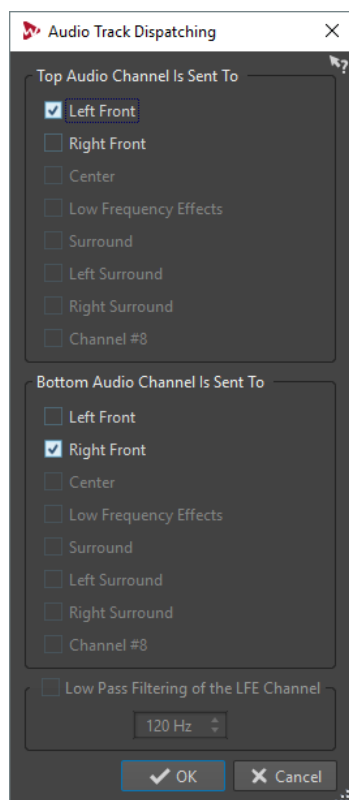 Audio Track Dispatching
Top Audio Channel Is Sent To
Left Front
Right Front
Center
Low Frequency Effects
Surround
Left Surround
Right Surround
Channel #8
Bottom Audio Channel Is Sent To
Left Front
Right Front
Center
Low Frequency Effects
Surround
Left Surround
Right Surround
Channel #8
Low Pass Filtering of the LFE Channel
120 Hz
OK Cancel